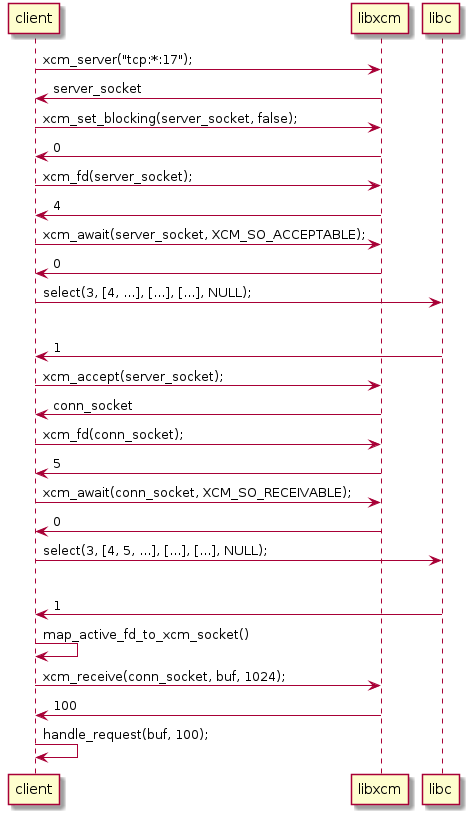 client libxcm libc
xcm_server("tcp:*:17");
server_socket
xcm_set_blocking(server_socket, false);
0
xcm_fd(server_socket);
4
xcm_await(server_socket, XCM_SO_ACCEPTABLE);
0
select(3, [4, ...], [...], [...], NULL);
1
xcm_accept(server_socket);
conn_socket
xcm_fd(conn_socket);
5
xcm_await(conn_socket, XCM_SO_RECEIVABLE);
0
select(3, [4, 5, ...], [...], [...], NULL);
1
map_active_fd_to_xcm_socket()
xcm_receive(conn_socket, buf, 1024);
100
handle_request(buf, 100);
client libxcm libc